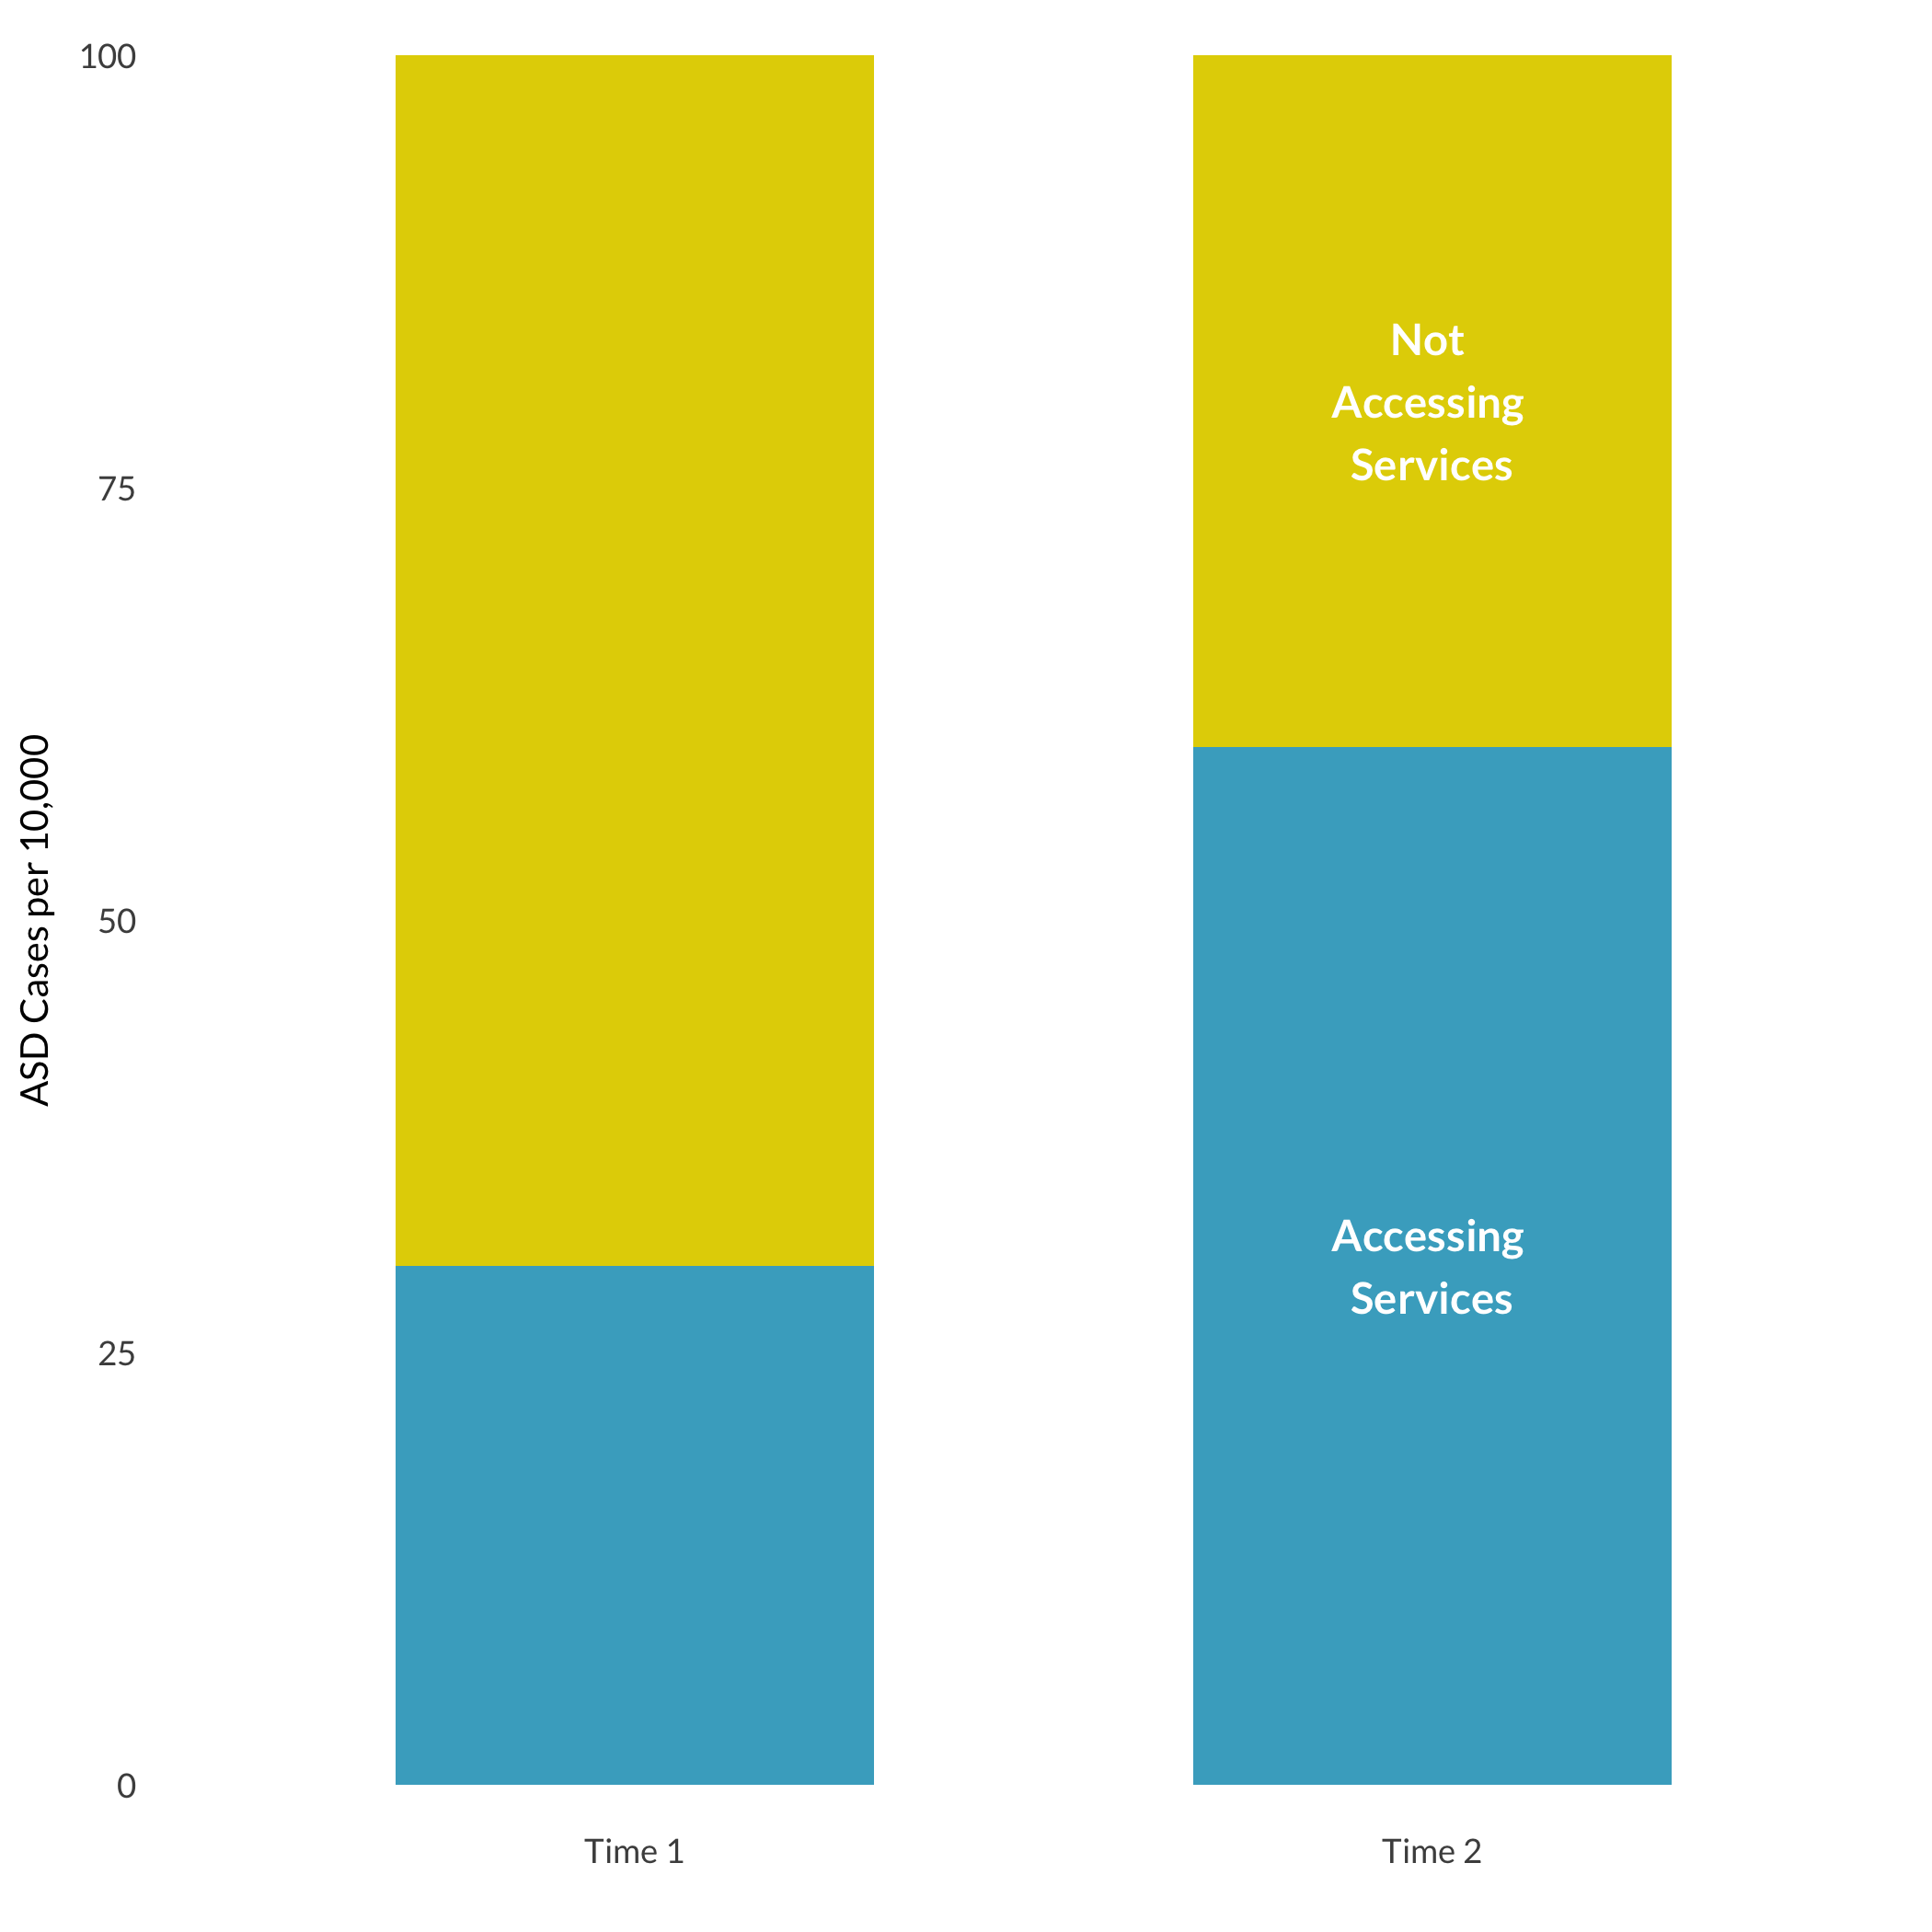 100
75
50
25
0
ASD Cases per 10,000
Not
Accessing
Services
Accessing
Services
Time 1
Time 2